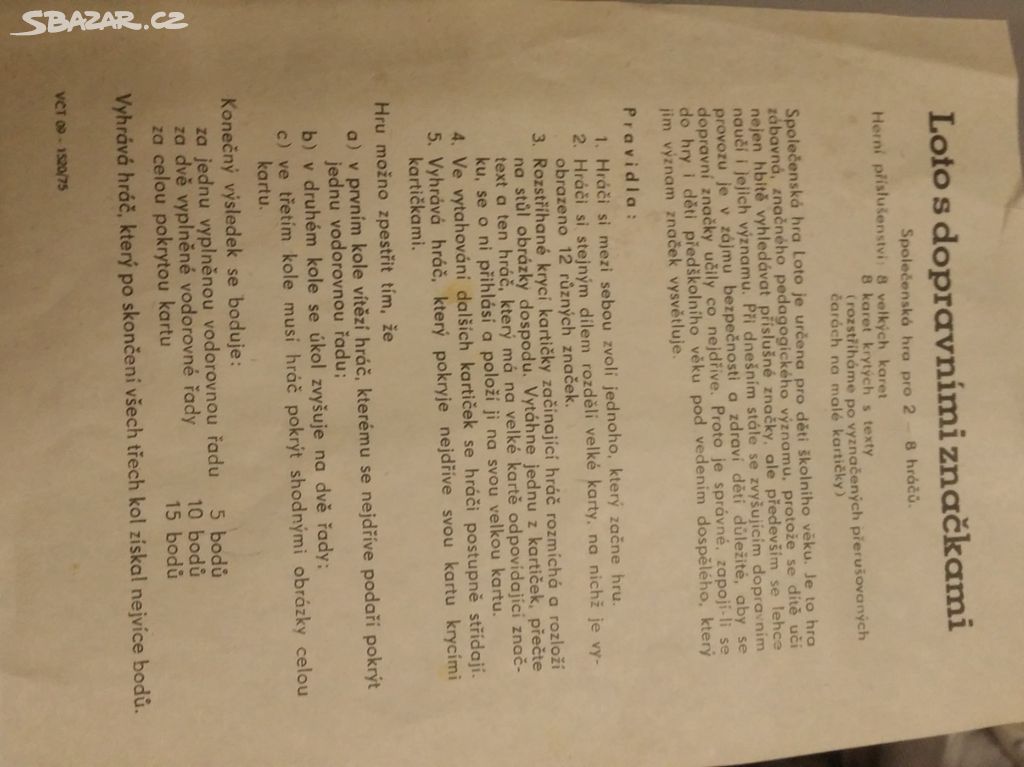 SBAZAR.CZ
Loto s dopravními značkami
Společenská hra pro 2 – 8 hráčů.
Herní příslušenství: 8 velkých karet
8 karet krytých s texty
(rozstříháme po vyznačených přerušovaných
čarách na malé kartičky)
Společenská hra Loto je určena pro děti školního věku. Je to hra
zábavná, značného pedagogického významu, protože se dítě učí
nejen hbitě vyhledávat příslušné značky, ale především se lehce
naučí i jejich významu. Při dnešním stále se zvyšujícím dopravním
provozu je v zájmu bezpečnosti a zdraví dětí důležité, aby se
dopravní značky učily co nejdříve. Proto je správné, zapojí-li se
do hry i děti předškolního věku pod vedením dospělého, který
jim význam značek vysvětluje.
Pravidla:
1. Hráči si mezi sebou zvolí jednoho, který začne hru.
2. Hráči si stejným dílem rozdělí velké karty, na nichž je vy-
obrazeno 12 různých značek.
3. Rozstříhané krycí kartičky začínající hráč rozmíchá a rozloží
na stůl obrázky dospodu. Vytáhne jednu z kartiček, přečte
text a ten hráč, který má na velké kartě odpovídající znač-
ku, se o ni přihlásí a položí ji na svou velkou kartu.
4. Ve vytahování dalších kartiček se hráči postupně střídají.
5. Vyhrává hráč, který pokryje nejdříve svou kartu krycími
kartičkami.
Hru možno zpestřit tím, že
a) v prvním kole vítězí hráč, kterému se nejdříve podaří pokrýt
jednu vodorovnou řadu;
b) v druhém kole se úkol zvyšuje na dvě řady;
c) ve třetím kole musí hráč pokrýt shodnými obrázky celou
kartu.
Konečný výsledek se boduje:
za jednu vyplněnou vodorovnou řadu 5 bodů
za dvě vyplněné vodorovné řady 10 bodů
za celou pokrytou kartu 15 bodů
Vyhrává hráč, který po skončení všech třech kol získal nejvíce bodů.
VCT 09 - 1520/75